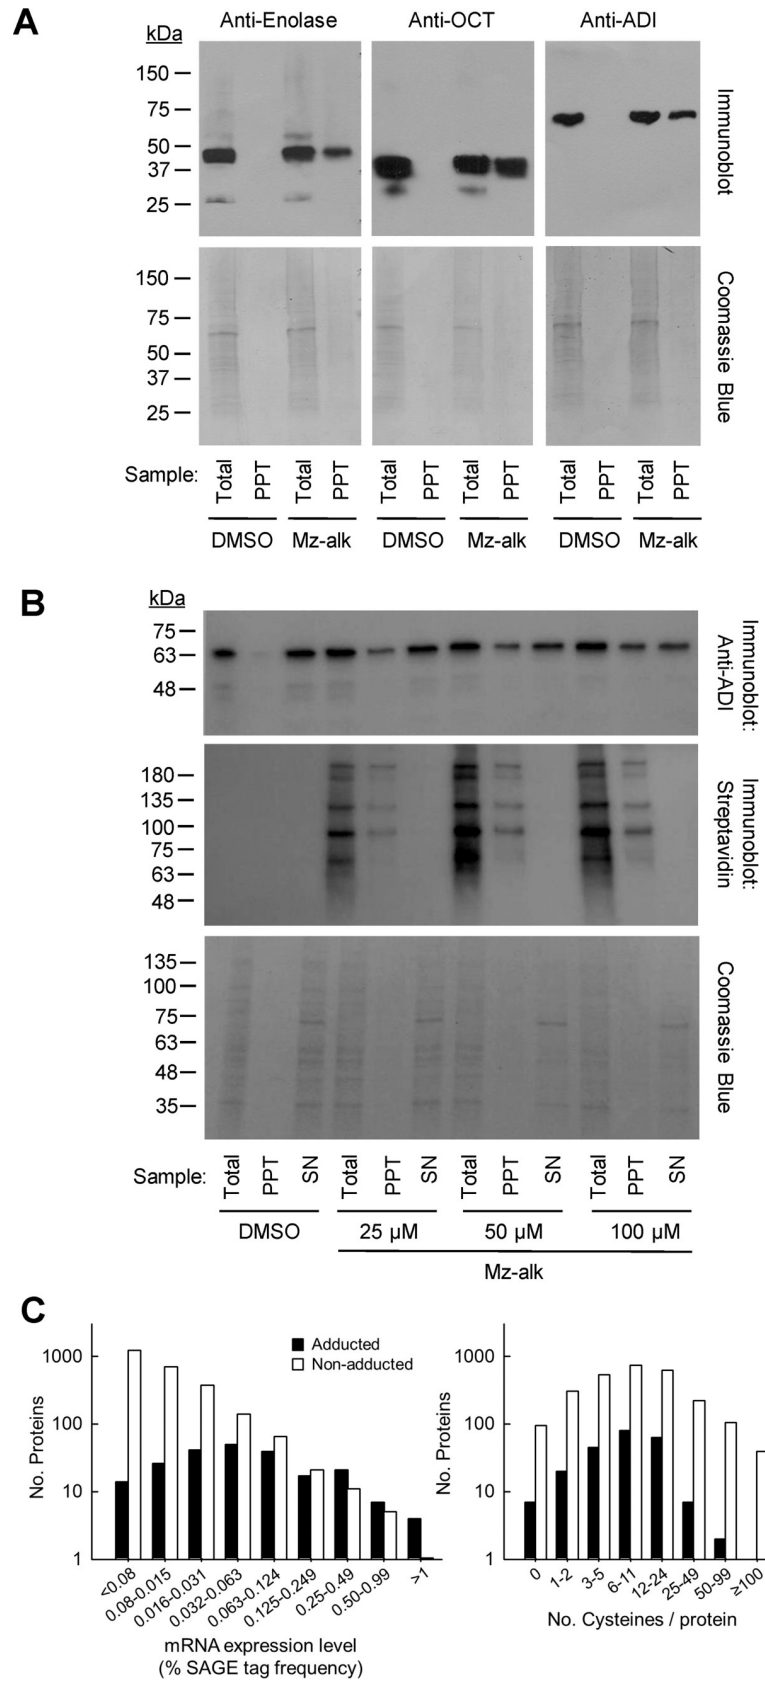 A
kDa
Anti-Enolase
Anti-OCT
Anti-ADI
150
75
50
37
25
Immunoblot
150
75
50
37
25
Coomassie Blue
Sample:
Total
PPT
Total
PPT
Total
PPT
Total
PPT
Total
PPT
Total
PPT
DMSO
Mz-alk
DMSO
Mz-alk
DMSO
Mz-alk
B
kDa
75
63
48
Immunoblot:
Anti-ADI
180
135
100
75
63
48
Immunoblot:
Streptavidin
135
100
75
63
48
35
Coomassie Blue
Sample:
Total
PPT
SN
Total
PPT
SN
Total
PPT
SN
Total
PPT
SN
DMSO
25 µM
50 µM
100 µM
Mz-alk
C
Adducted
Non-adducted
No. Proteins
1000
100
10
1
<0.08
0.08-0.015
0.016-0.031
0.032-0.063
0.063-0.124
0.125-0.249
0.25-0.49
0.50-0.99
>1
mRNA expression level
(% SAGE tag frequency)
No. Proteins
1000
100
10
1
0
1-2
3-5
6-11
12-24
25-49
50-99
≥100
No. Cysteines / protein